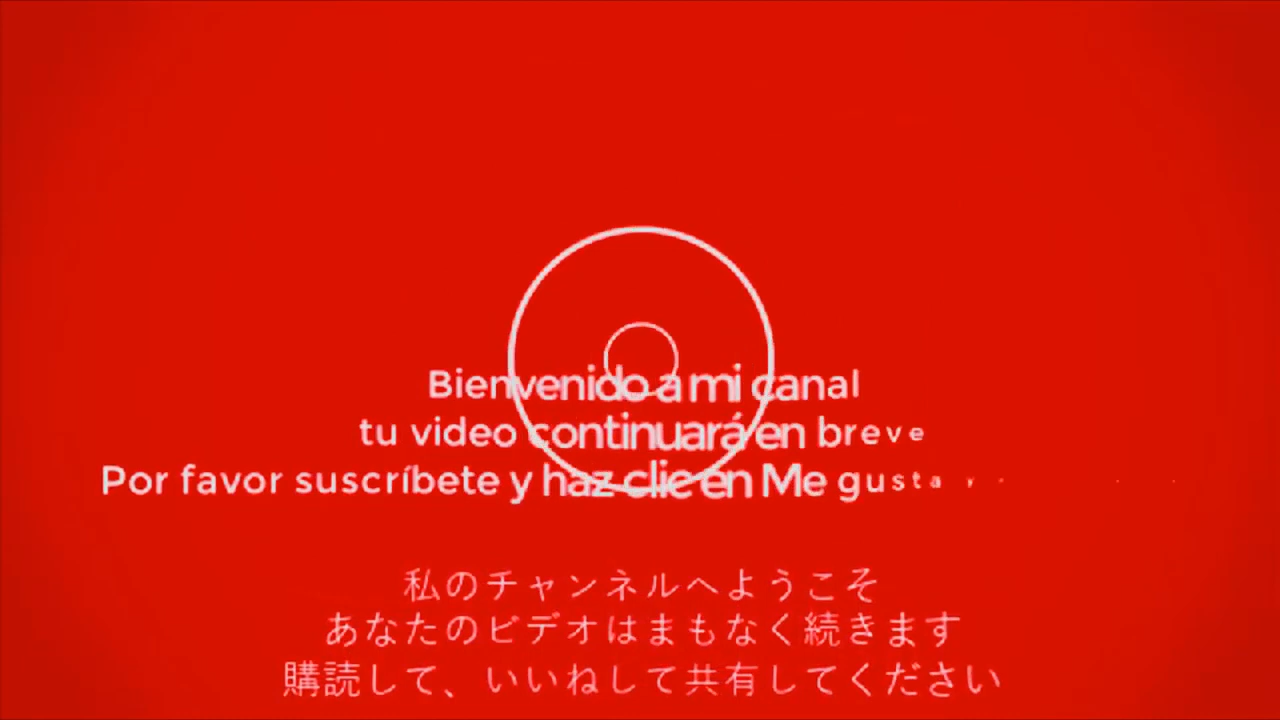 Bienvenido a mi canal
tu video continuará en breve
Por favor suscríbete y haz clic en Me gusta y
私のチャンネルへようこそ
あなたのビデオはまもなく続きます
購読して、いいねして共有してください